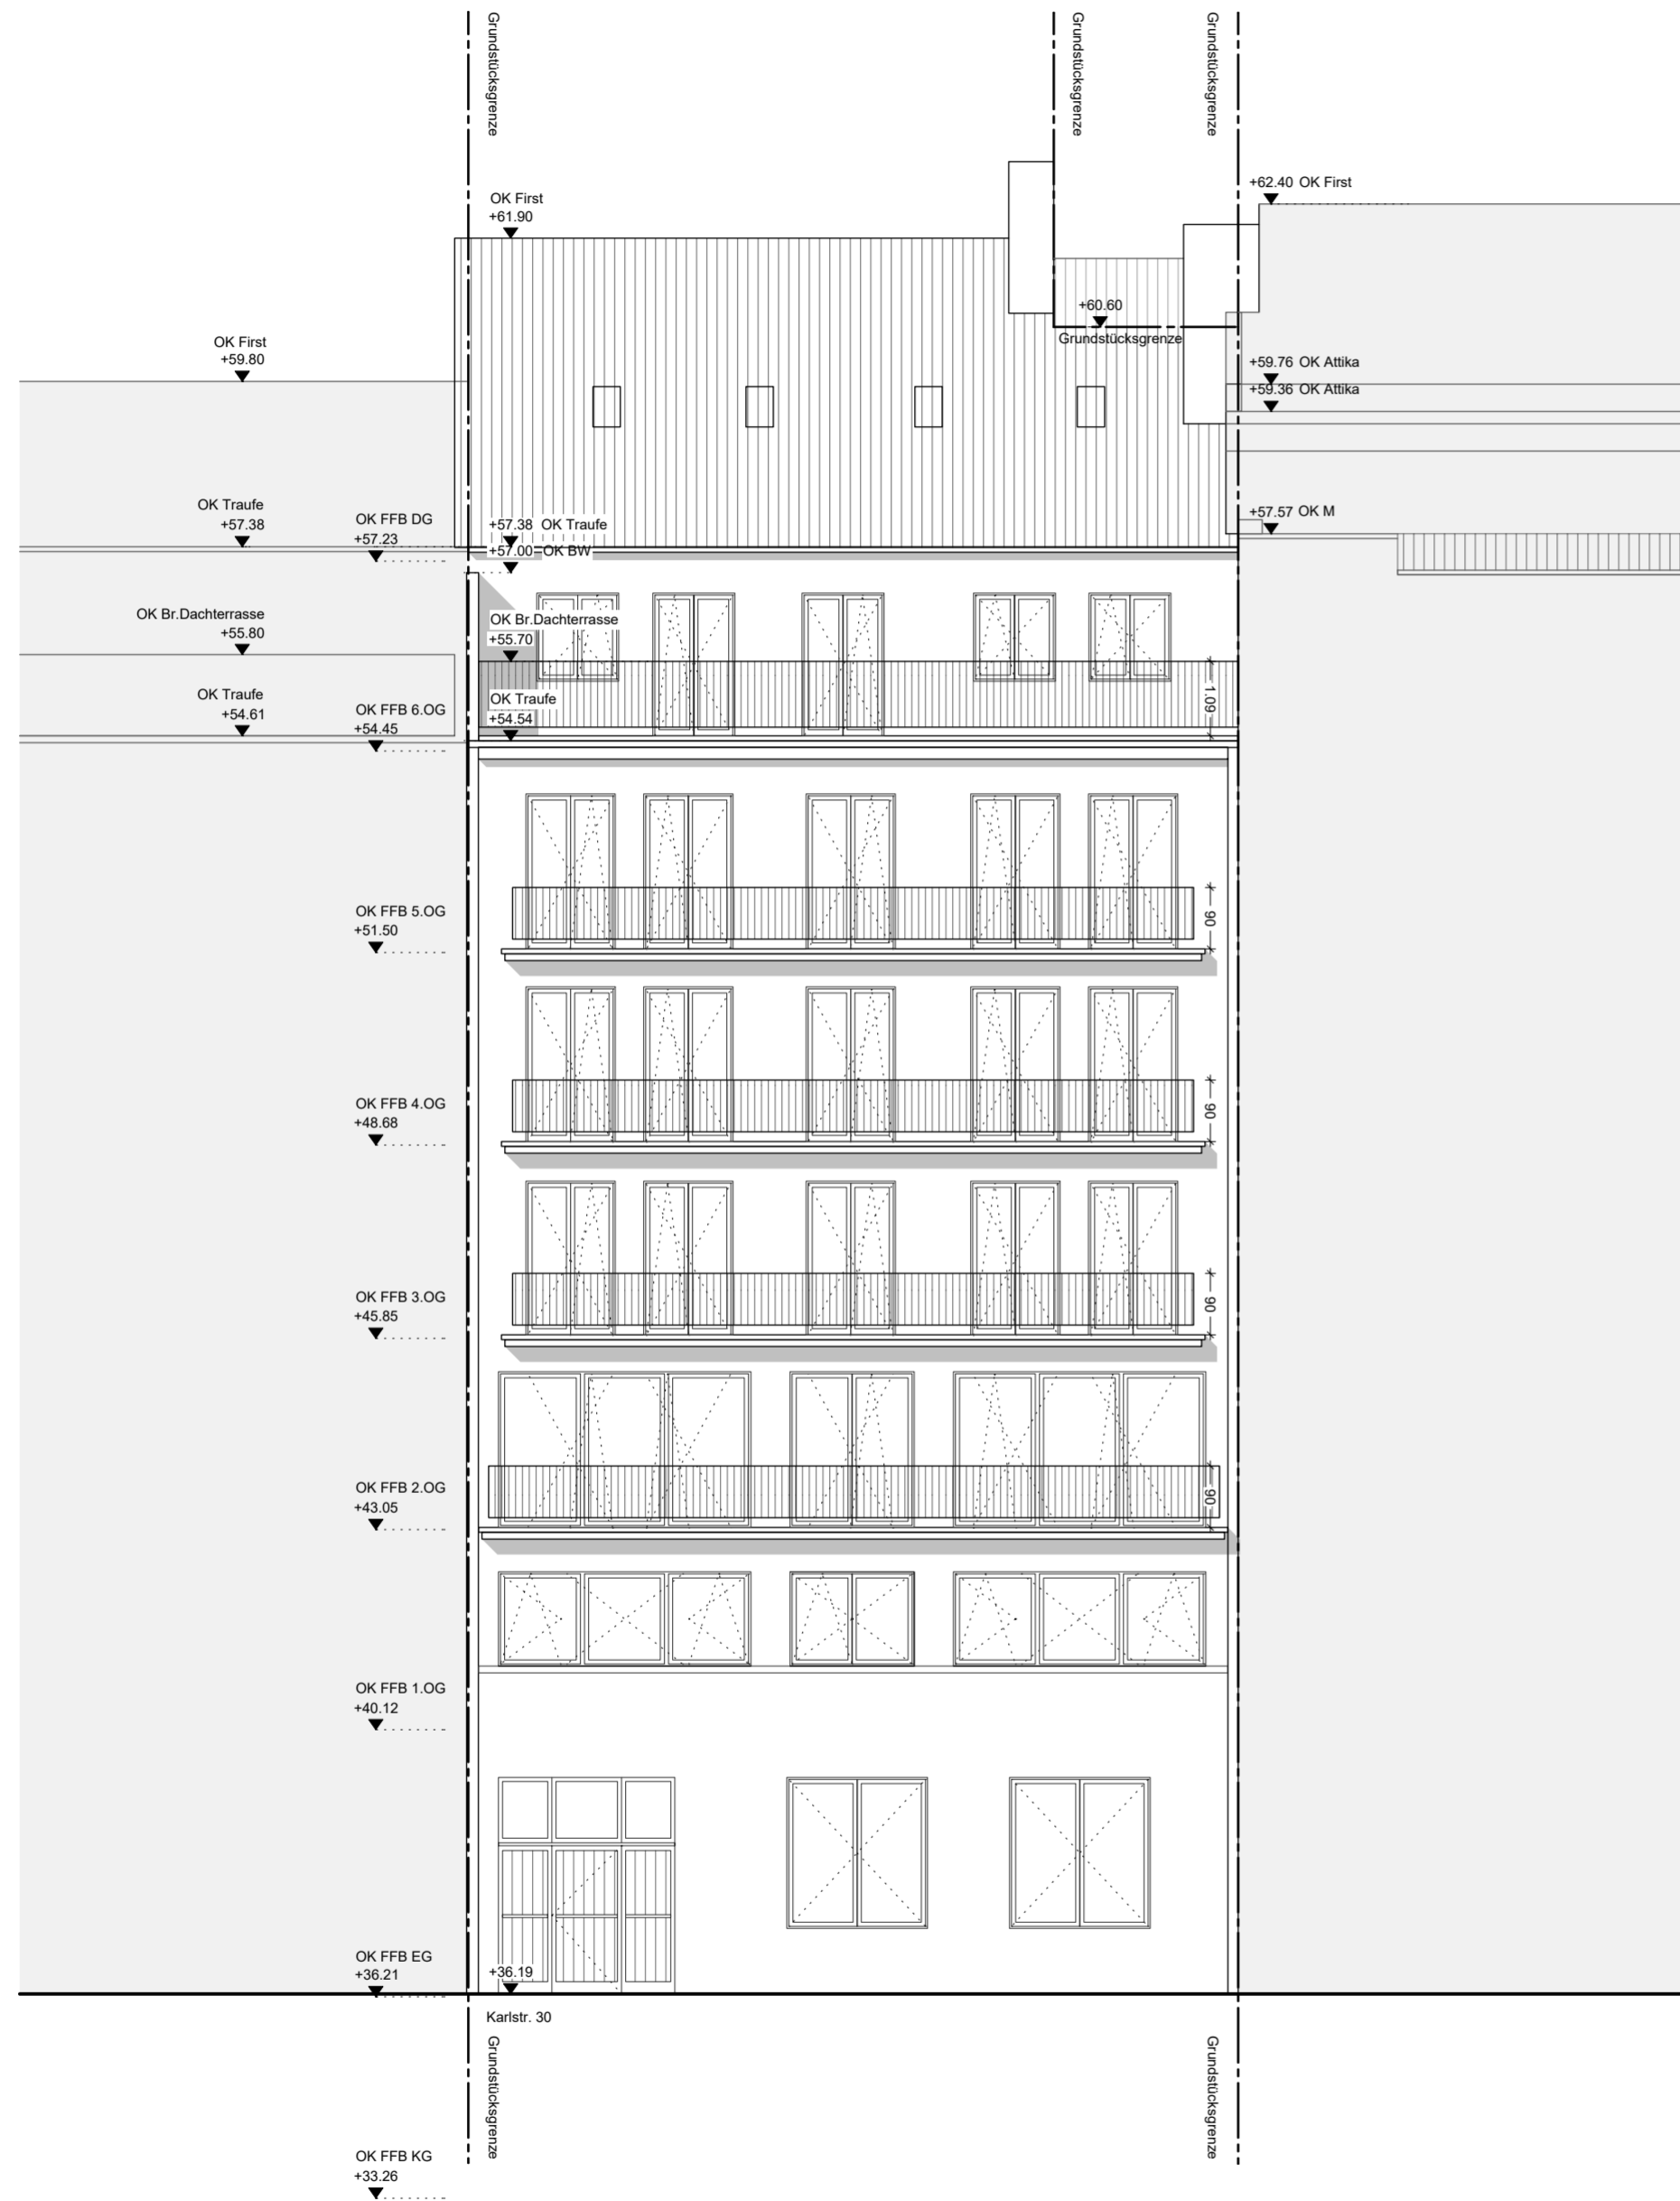 Grundstücksgrenze
Grundstücksgrenze
Grundstücksgrenze
+62.40 OK First
OK First
+61.90
+60.60
Grundstücksgrenze
OK First
+59.80
+59.76 OK Attika
+59.36 OK Attika
OK Traufe
+57.38
OK FFB DG
+57.23
+57.38 OK Traufe
+57.00 OK BW
+57.57 OK M
OK Br.Dachterrasse
+55.80
OK Br.Dachterrasse
+55.70
OK Traufe
+54.61
OK FFB 6.OG
+54.45
OK Traufe
+54.54
1.09
OK FFB 5.OG
+51.50
90
OK FFB 4.OG
+48.68
90
OK FFB 3.OG
+45.85
90
OK FFB 2.OG
+43.05
90
OK FFB 1.OG
+40.12
OK FFB EG
+36.21
+36.19
Karlstr. 30
Grundstücksgrenze
Grundstücksgrenze
OK FFB KG
+33.26